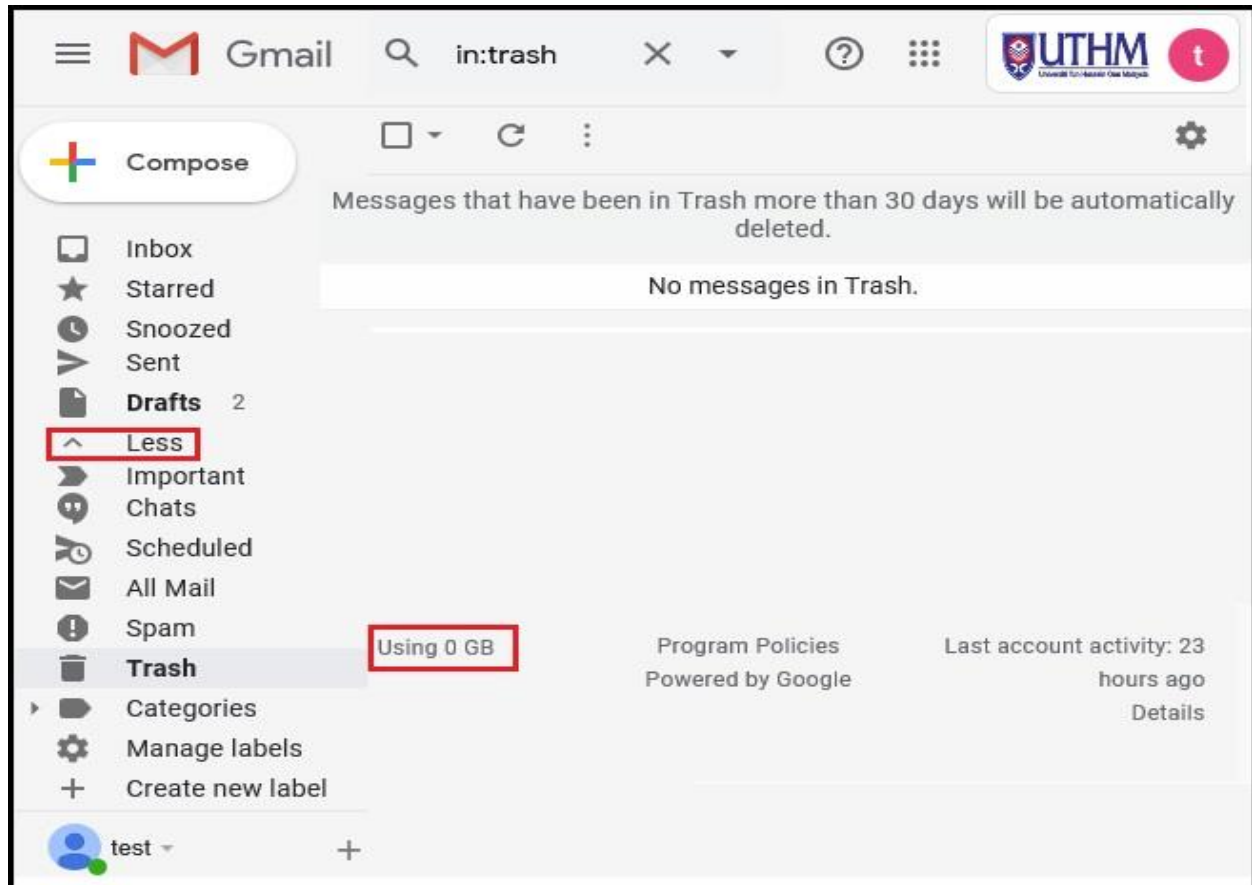 Gmail
in:trash
UTHM
t
Compose
Messages that have been in Trash more than 30 days will be automatically
deleted.
No messages in Trash.
Inbox
Starred
Snoozed
Sent
Drafts 2
Less
Important
Chats
Scheduled
All Mail
Spam
Trash
Categories
Manage labels
Create new label
Using 0 GB
Program Policies
Powered by Google
Last account activity: 23
hours ago
Details
test